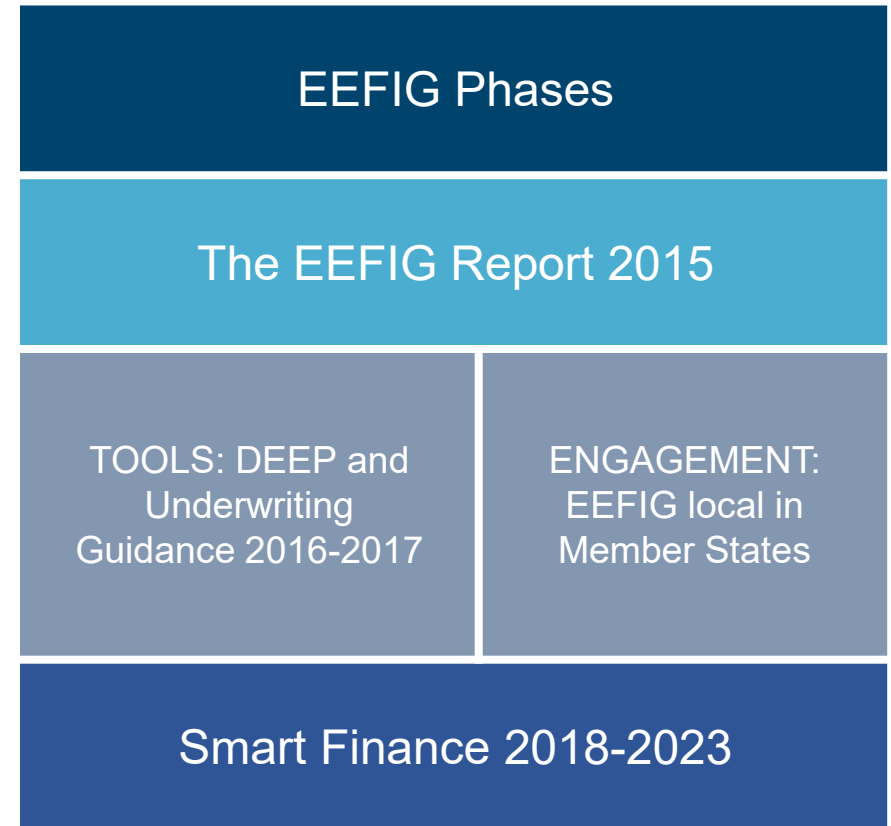 EEFIG Phases
The EEFIG Report 2015
TOOLS: DEEP and
Underwriting
Guidance 2016-2017
ENGAGEMENT:
EEFIG local in
Member States
Smart Finance 2018-2023